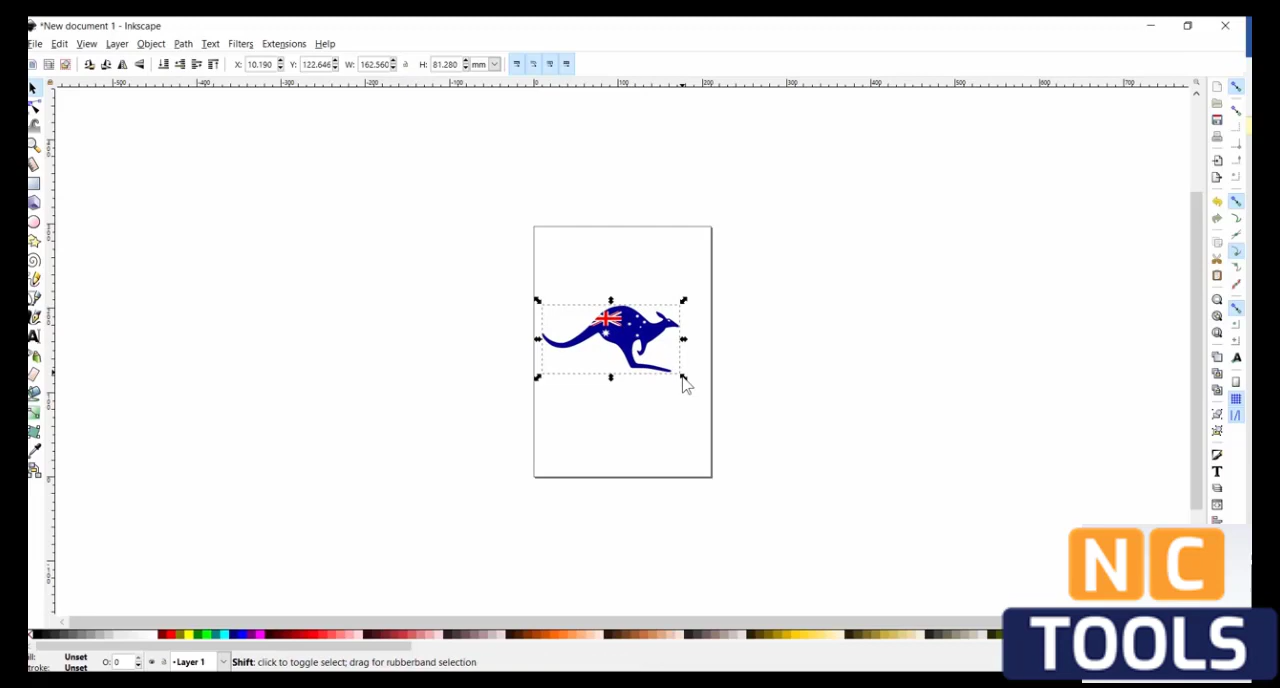 *New document 1 - Inkscape
File Edit View Layer Object Path Text Filters Extensions Help
X: 10.190 Y: 122.646 W: 162.560 H: 81.280 mm
-500 -400 -300 -200 -100 0 100 200 300 400 500 600 700
NC
TOOLS
Unset O: 0 •Layer 1 Shift: click to toggle select; drag for rubberband selection
Unset